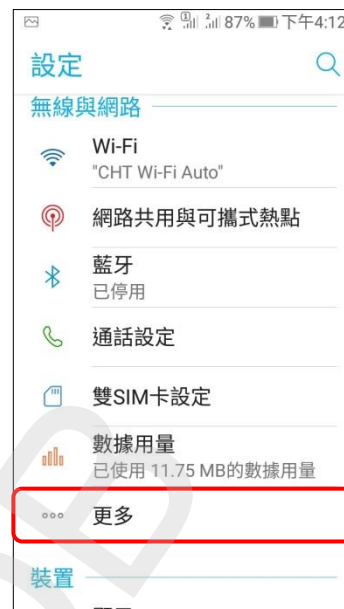 87% 下午4:12
設定
無線與網路
Wi-Fi
"CHT Wi-Fi Auto"
網路共用與可攜式熱點
藍牙
已停用
通話設定
雙SIM卡設定
數據用量
已使用 11.75 MB的數據用量
更多
裝置